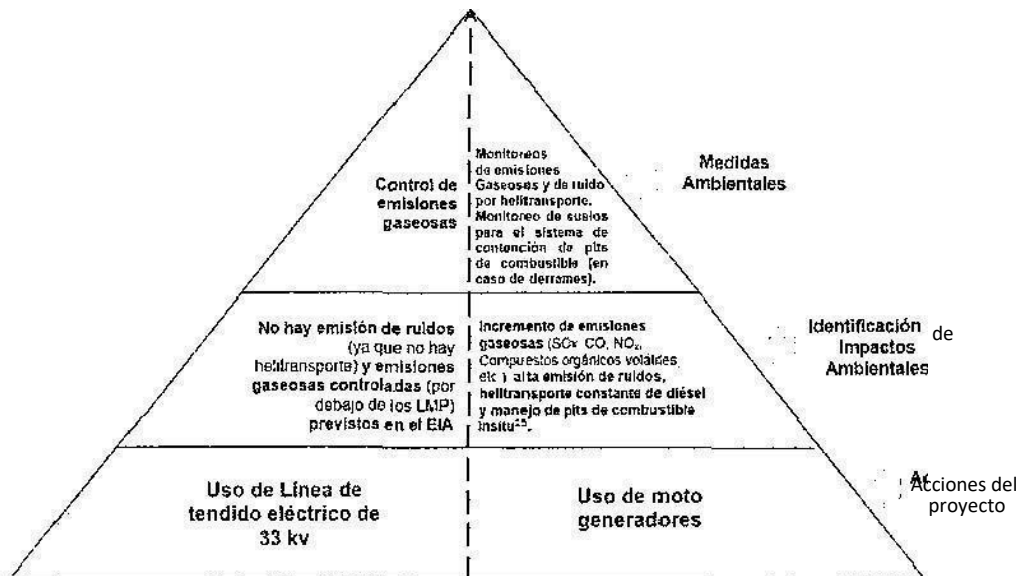 Control de
emisiones
gaseosas
Monitoreos
de emisiones
Gaseosas y de ruido
por helitransporte.
Monitoreo de suelos
para el sistema de
contención de pits
de combustible (en
caso de derrames).
Medidas
Ambientales
No hay emisión de ruidos
(ya que no hay
helitransporte) y emisiones
gaseosas controladas (por
debajo de los LMP)
previstos en el EIA
Incremento de emisiones
gaseosas (SOx, CO, NO₂,
Compuestos orgánicos volátiles,
etc.) alta emisión de ruidos,
helitransporte constante de diésel
y manejo de pits de combustible
insitu
Identificación de
Impactos
Ambientales
Uso de Línea de
tendido eléctrico de
33 kv
Uso de moto
generadores
Acciones del
proyecto